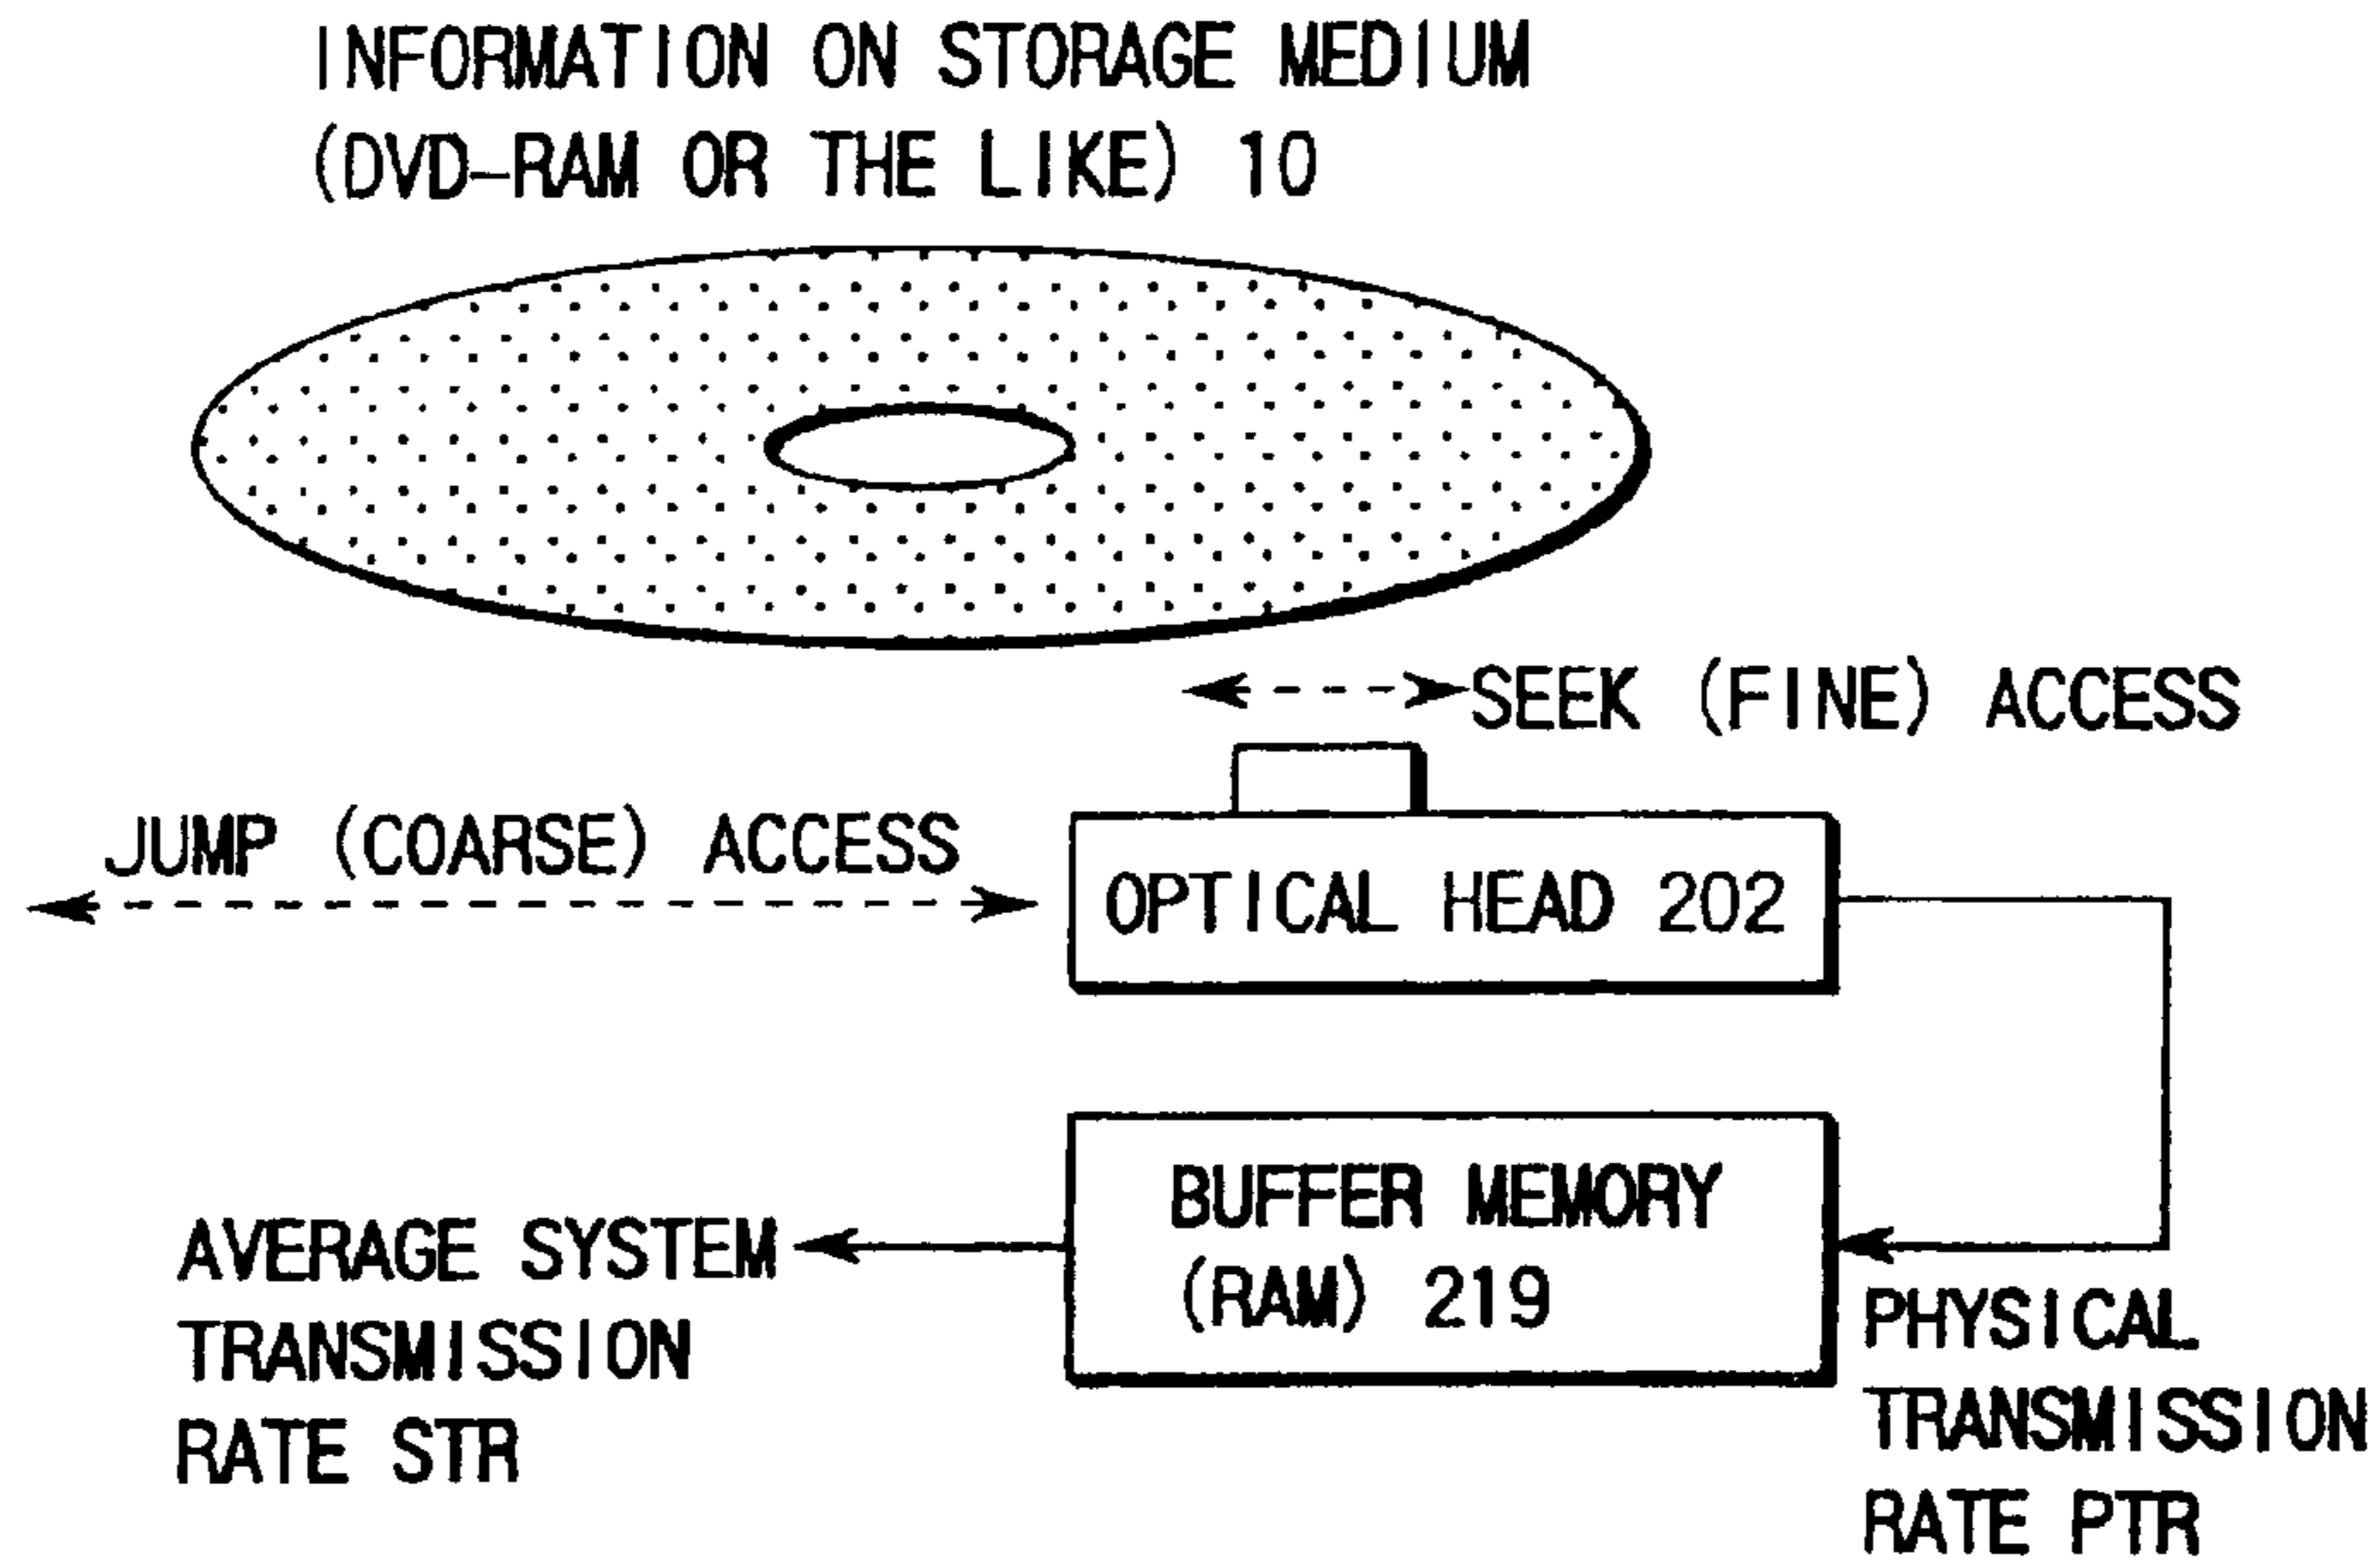 INFORMATION ON STORAGE MEDIUM
(DVD-RAM OR THE LIKE) 10
SEEK (FINE) ACCESS
JUMP (COARSE) ACCESS
OPTICAL HEAD 202
BUFFER MEMORY
(RAM) 219
AVERAGE SYSTEM
TRANSMISSION
RATE STR
PHYSICAL
TRANSMISSION
RATE PTR